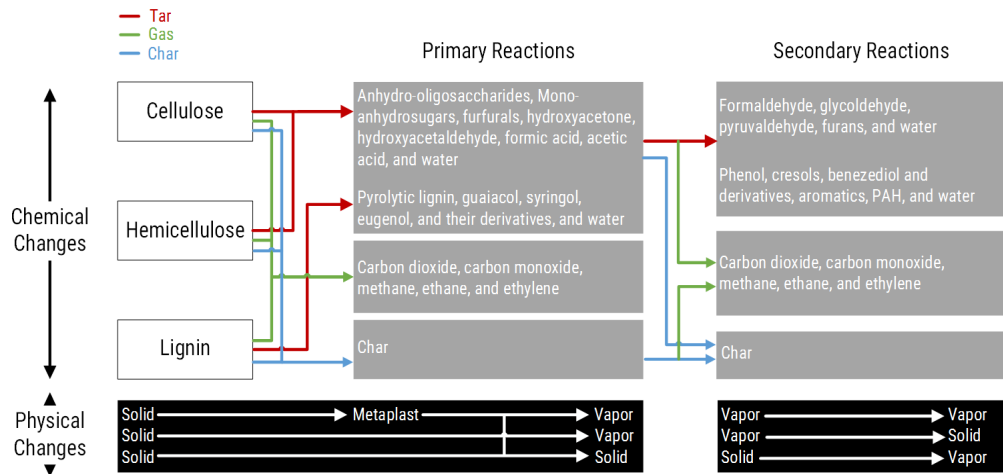 Tar
Gas
Char
Primary Reactions
Secondary Reactions
Chemical
Changes
Cellulose
Hemicellulose
Lignin
Anhydro-oligosaccharides, Mono-
anhydrosugars, furfurals, hydroxyacetone,
hydroxyacetaldehyde, formic acid, acetic
acid, and water
Pyrolytic lignin, guaiacol, syringol,
eugenol, and their derivatives, and water
Carbon dioxide, carbon monoxide,
methane, ethane, and ethylene
Char
Formaldehyde, glycoldehyde,
pyruvaldehyde, furans, and water
Phenol, cresols, benezediol and
derivatives, aromatics, PAH, and water
Carbon dioxide, carbon monoxide,
methane, ethane, and ethylene
Char
Physical
Changes
Solid Metaplast Vapor
Solid Vapor
Solid Solid
Vapor Vapor
Vapor Solid
Solid Vapor